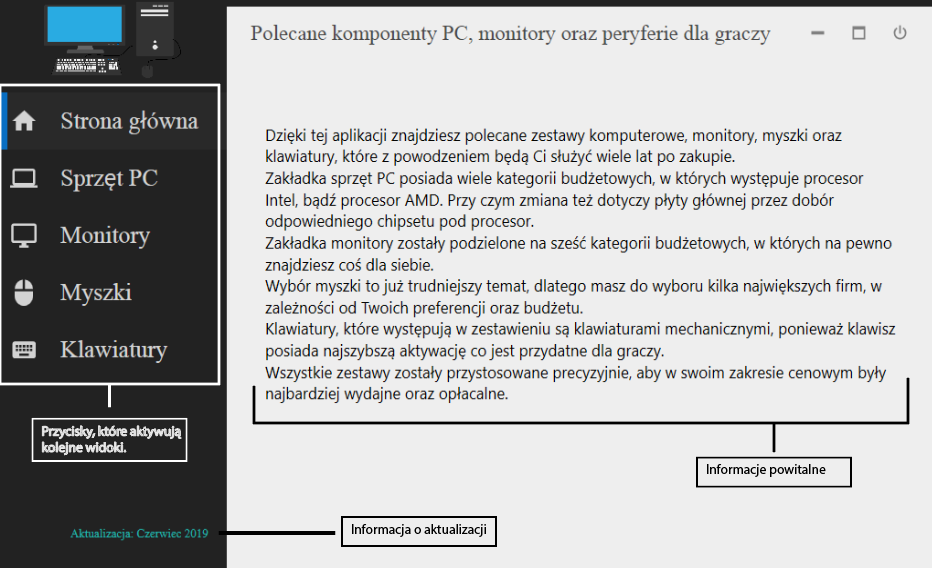 Polecane komponenty PC, monitory oraz peryferie dla graczy
Strona główna
Sprzęt PC
Monitory
Myszki
Klawiatury
Przycisky, które aktywują
kolejne widoki.
Aktualizacja: Czerwiec 2019
Dzięki tej aplikacji znajdziesz polecane zestawy komputerowe, monitory, myszki oraz
klawiatury, które z powodzeniem będą Ci służyć wiele lat po zakupie.
Zakładka sprzęt PC posiada wiele kategorii budżetowych, w których występuje procesor
Intel, bądź procesor AMD. Przy czym zmiana też dotyczy płyty głównej przez dobór
odpowiedniego chipsetu pod procesor.
Zakładka monitory zostały podzielone na sześć kategorii budżetowych, w których na pewno
znajdziesz coś dla siebie.
Wybór myszki to już trudniejszy temat, dlatego masz do wyboru kilka największych firm, w
zależności od Twoich preferencji oraz budżetu.
Klawiatury, które występują w zestawieniu są klawiaturami mechanicznymi, ponieważ klawisz
posiada najszybszą aktywację co jest przydatne dla graczy.
Wszystkie zestawy zostały przystosowane precyzyjnie, aby w swoim zakresie cenowym były
najbardziej wydajne oraz opłacalne.
Informacje powitalne
Informacja o aktualizacji